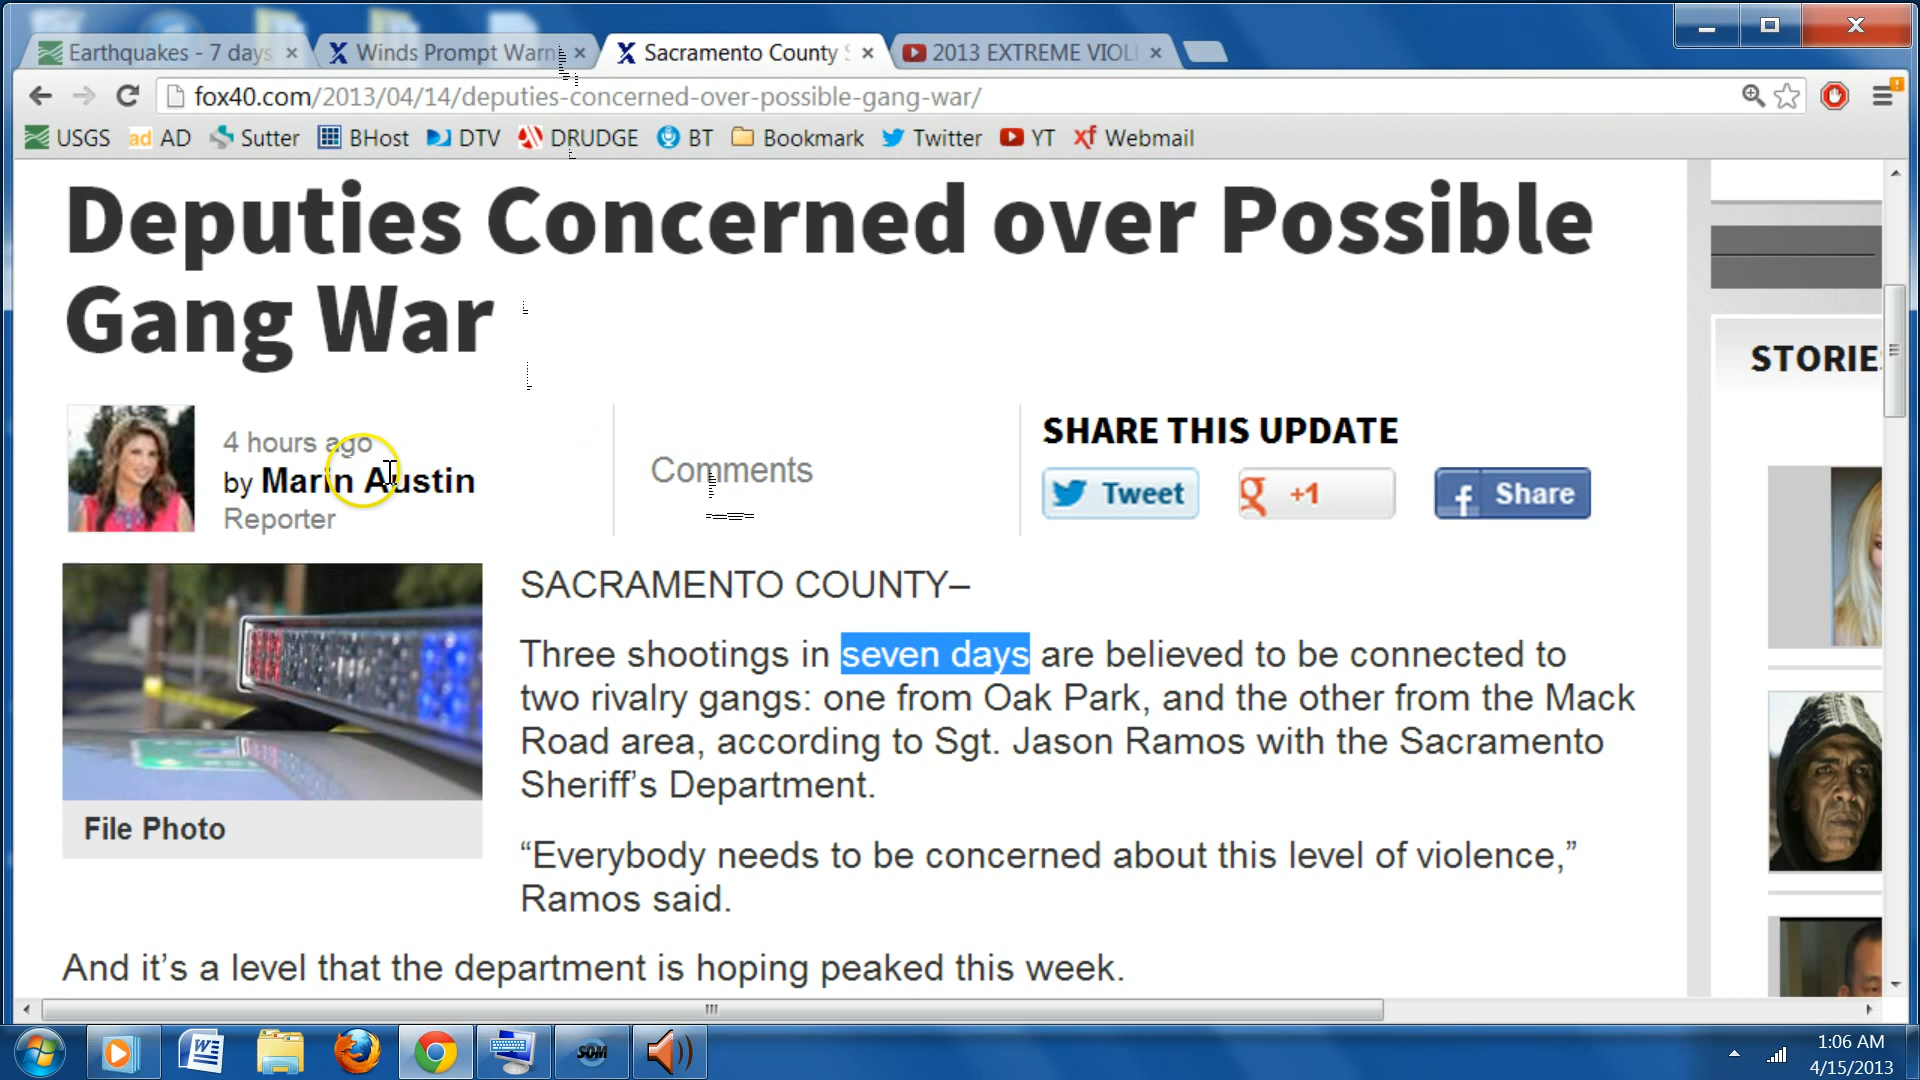 Earthquakes - 7 days
Winds Prompt Warn
Sacramento County S
2013 EXTREME VIOL
fox40.com/2013/04/14/deputies-concerned-over-possible-gang-war/
USGS
ad AD
Sutter
BHost
DTV
DRUDGE
BT
Bookmark
Twitter
YT
xf Webmail
Deputies Concerned over Possible
Gang War
4 hours ago
by Marin Austin
Reporter
Comments
SHARE THIS UPDATE
Tweet
g +1
f Share
STORIE
File Photo
SACRAMENTO COUNTY–
Three shootings in seven days are believed to be connected to
two rivalry gangs: one from Oak Park, and the other from the Mack
Road area, according to Sgt. Jason Ramos with the Sacramento
Sheriff’s Department.
“Everybody needs to be concerned about this level of violence,”
Ramos said.
And it’s a level that the department is hoping peaked this week.
SOM
1:06 AM
4/15/2013